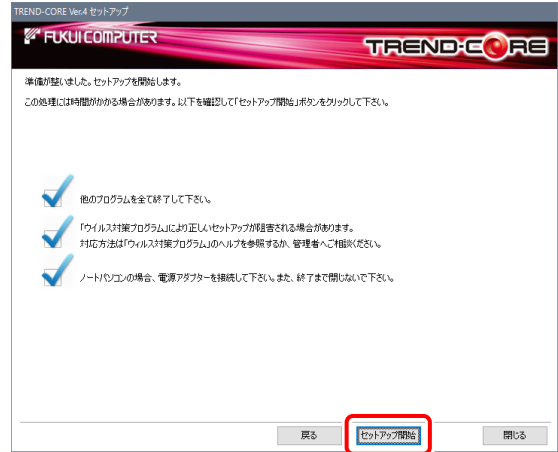 TREND-CORE Ver.4 セットアップ
FUKUI COMPUTER
TREND-CORE
準備が整いました。セットアップを開始します。
この処理には時間がかかる場合があります。以下を確認して「セットアップ開始」ボタンをクリックして下さい。
他のプログラムを全て終了して下さい。
「ウイルス対策プログラム」により正しいセットアップが阻害される場合があります。
対応方法は「ウィルス対策プログラム」のヘルプを参照するか、管理者へご相談ください。
ノートパソコンの場合、電源アダプターを接続して下さい。また、終了まで閉じないで下さい。
戻る
セットアップ開始
閉じる